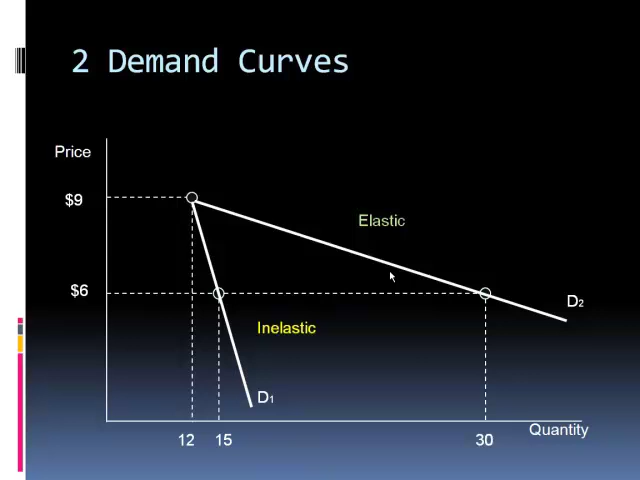 2 Demand Curves
Price
$9
Elastic
$6
D2
Inelastic
D1
12 15 30
Quantity